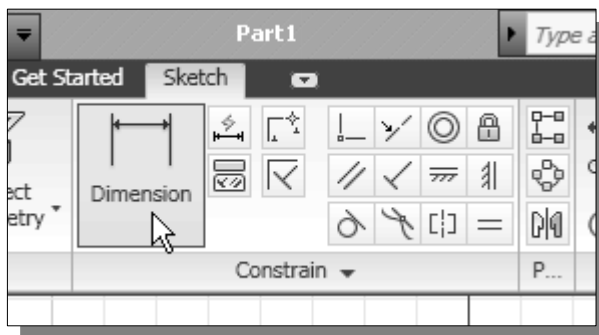 Part1
Type a
Get Started Sketch
Dimension
ect
etry
Constrain
P...